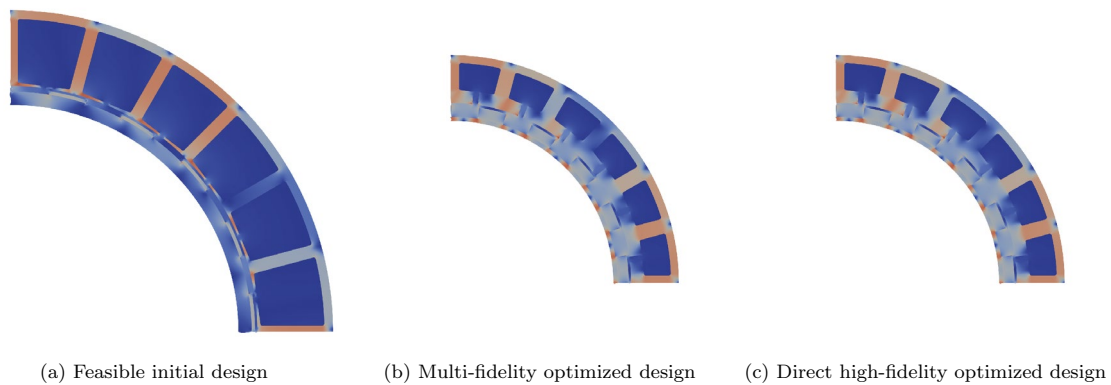 (a) Feasible initial design
(b) Multi-fidelity optimized design
(c) Direct high-fidelity optimized design